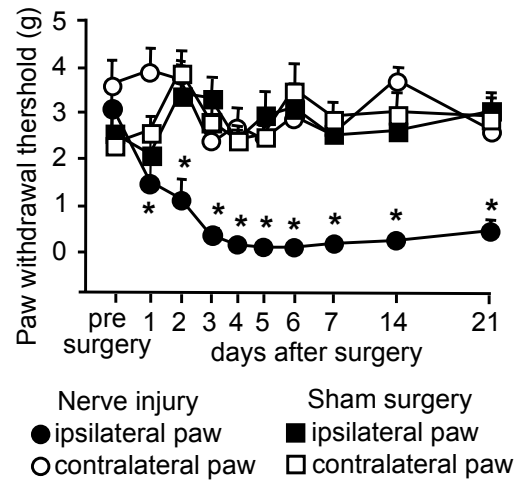 Paw withdrawal thershold (g)
5
4
3
2
1
0
* * * * * * * * *
pre 1 2 3 4 5 6 7 14 21
surgery days after surgery
Nerve injury Sham surgery
ipsilateral paw ipsilateral paw
contralateral paw contralateral paw